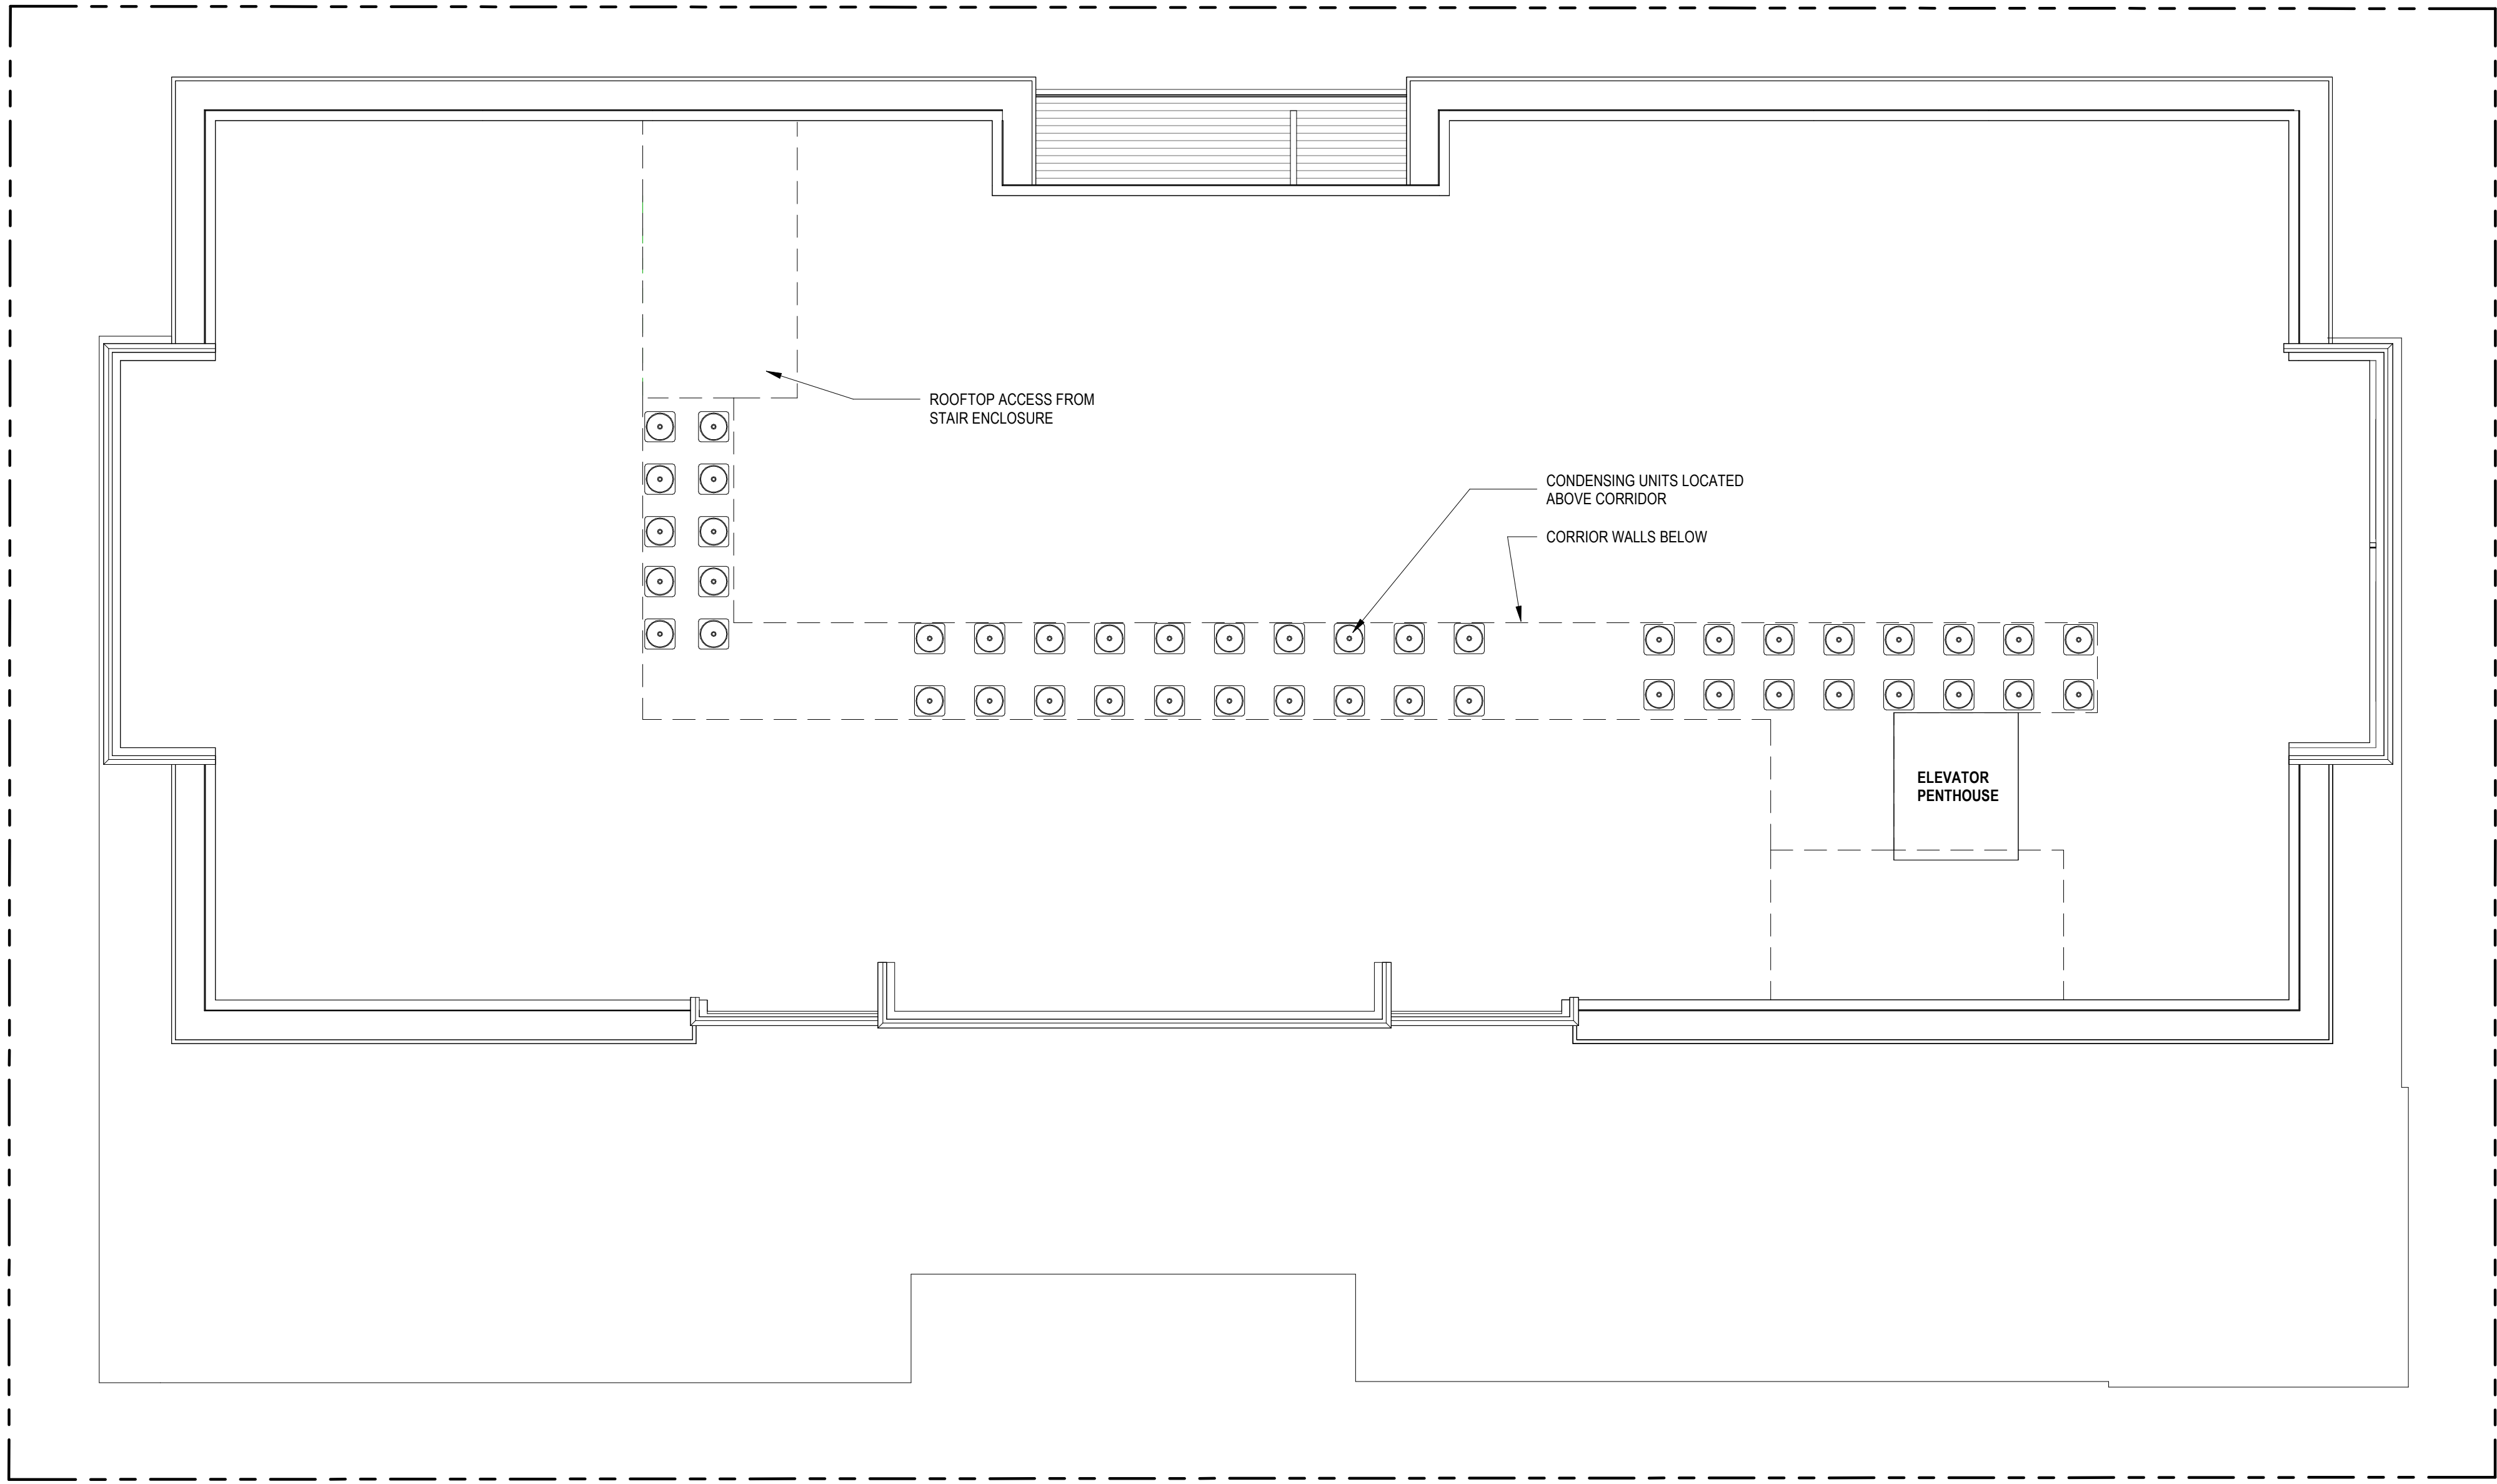 ROOFTOP ACCESS FROM
STAIR ENCLOSURE
CONDENSING UNITS LOCATED
ABOVE CORRIDOR
CORRIOR WALLS BELOW
ELEVATOR
PENTHOUSE